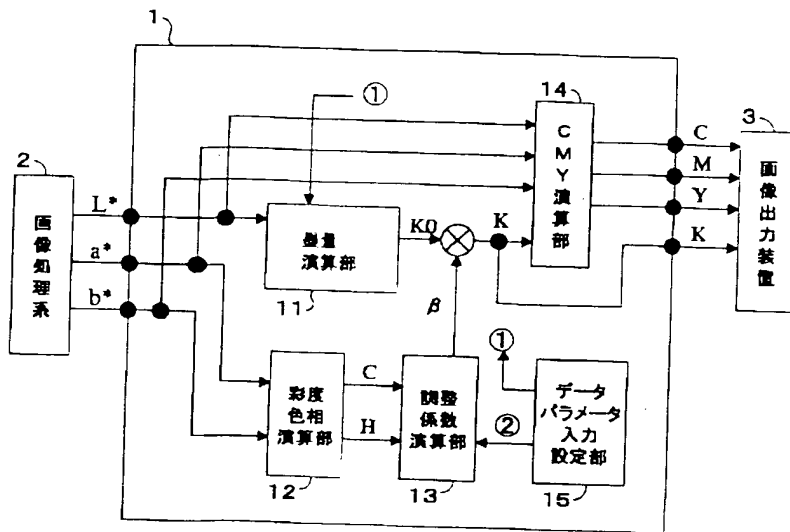 1
①
14
3
2
画像処理系
L*
a*
b*
墨量
演算部
11
K0
K
CMY演算部
C
M
Y
K
画像出力装置
β
①
彩度
色相
演算部
12
C
H
調整
係数
演算部
13
②
データ
パラメータ
入力
設定部
15